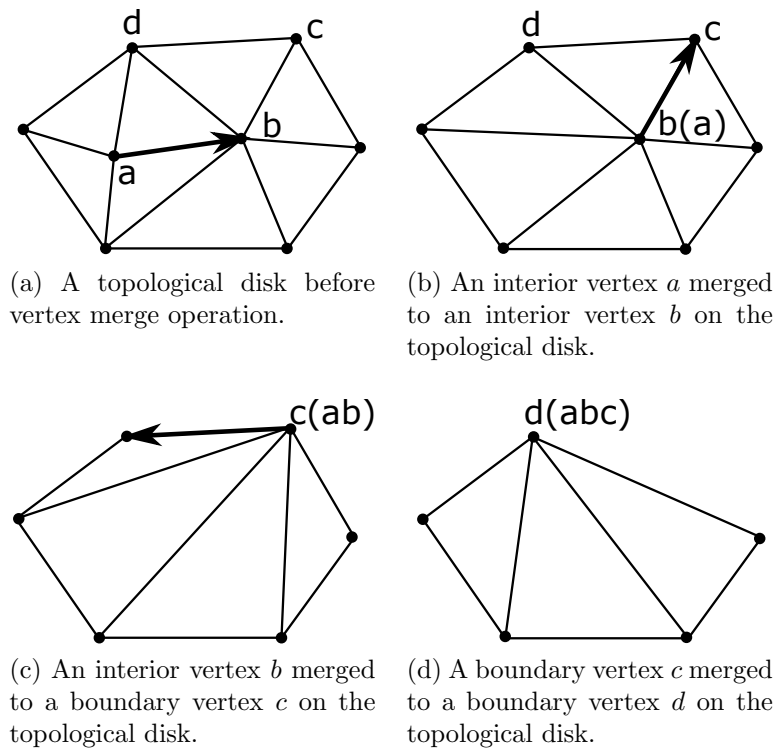 d
c
b
a
(a) A topological disk before
vertex merge operation.
d
c
b(a)
(b) An interior vertex a merged
to an interior vertex b on the
topological disk.
c(ab)
(c) An interior vertex b merged
to a boundary vertex c on the
topological disk.
d(abc)
(d) A boundary vertex c merged
to a boundary vertex d on the
topological disk.